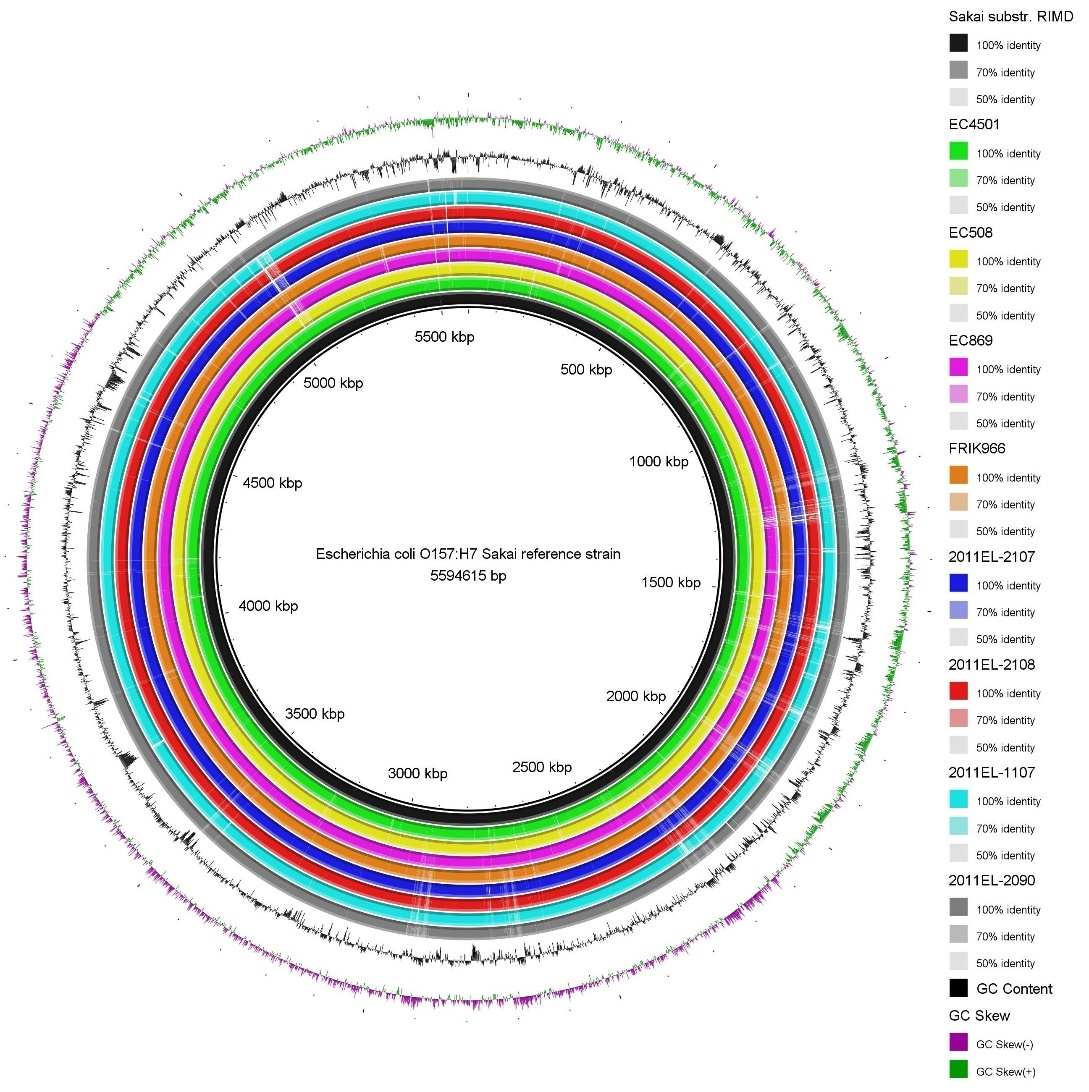 5500 kbp
500 kbp
1000 kbp
1500 kbp
2000 kbp
2500 kbp
3000 kbp
3500 kbp
4000 kbp
4500 kbp
5000 kbp
Escherichia coli O157:H7 Sakai reference strain
5594615 bp
Sakai substr. RIMD
100% identity
70% identity
50% identity
EC4501
100% identity
70% identity
50% identity
EC508
100% identity
70% identity
50% identity
EC869
100% identity
70% identity
50% identity
FRIK966
100% identity
70% identity
50% identity
2011EL-2107
100% identity
70% identity
50% identity
2011EL-2108
100% identity
70% identity
50% identity
2011EL-1107
100% identity
70% identity
50% identity
2011EL-2090
100% identity
70% identity
50% identity
GC Content
GC Skew
GC Skew(-)
GC Skew(+)